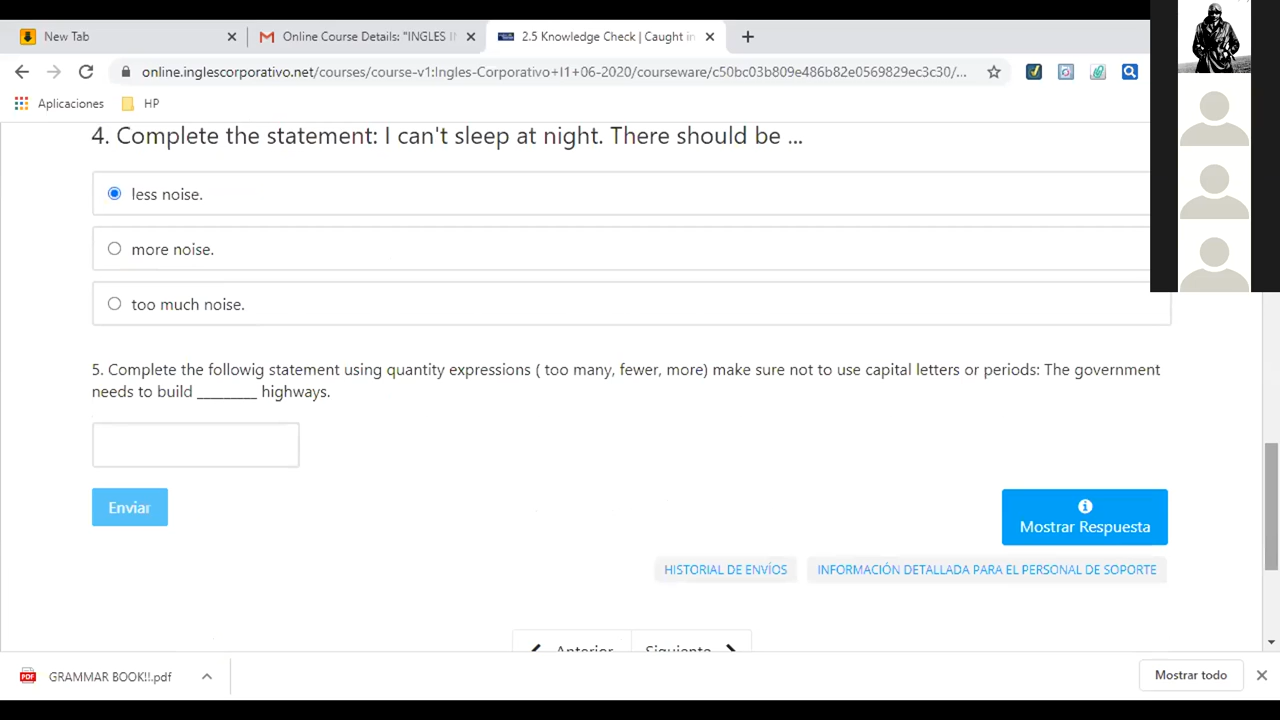 New Tab
Online Course Details: "INGLES I
2.5 Knowledge Check | Caught in
online.inglescorporativo.net/courses/course-v1:Ingles-Corporativo+I1+06-2020/courseware/c50bc03b809e486b82e0569829ec3c30/...
Aplicaciones
HP
4. Complete the statement: I can't sleep at night. There should be ...
less noise.
more noise.
too much noise.
5. Complete the followig statement using quantity expressions ( too many, fewer, more) make sure not to use capital letters or periods: The government
needs to build _________ highways.
Enviar
Mostrar Respuesta
HISTORIAL DE ENVÍOS
INFORMACIÓN DETALLADA PARA EL PERSONAL DE SOPORTE
Anterior
Siguiente
GRAMMAR BOOK!!.pdf
Mostrar todo